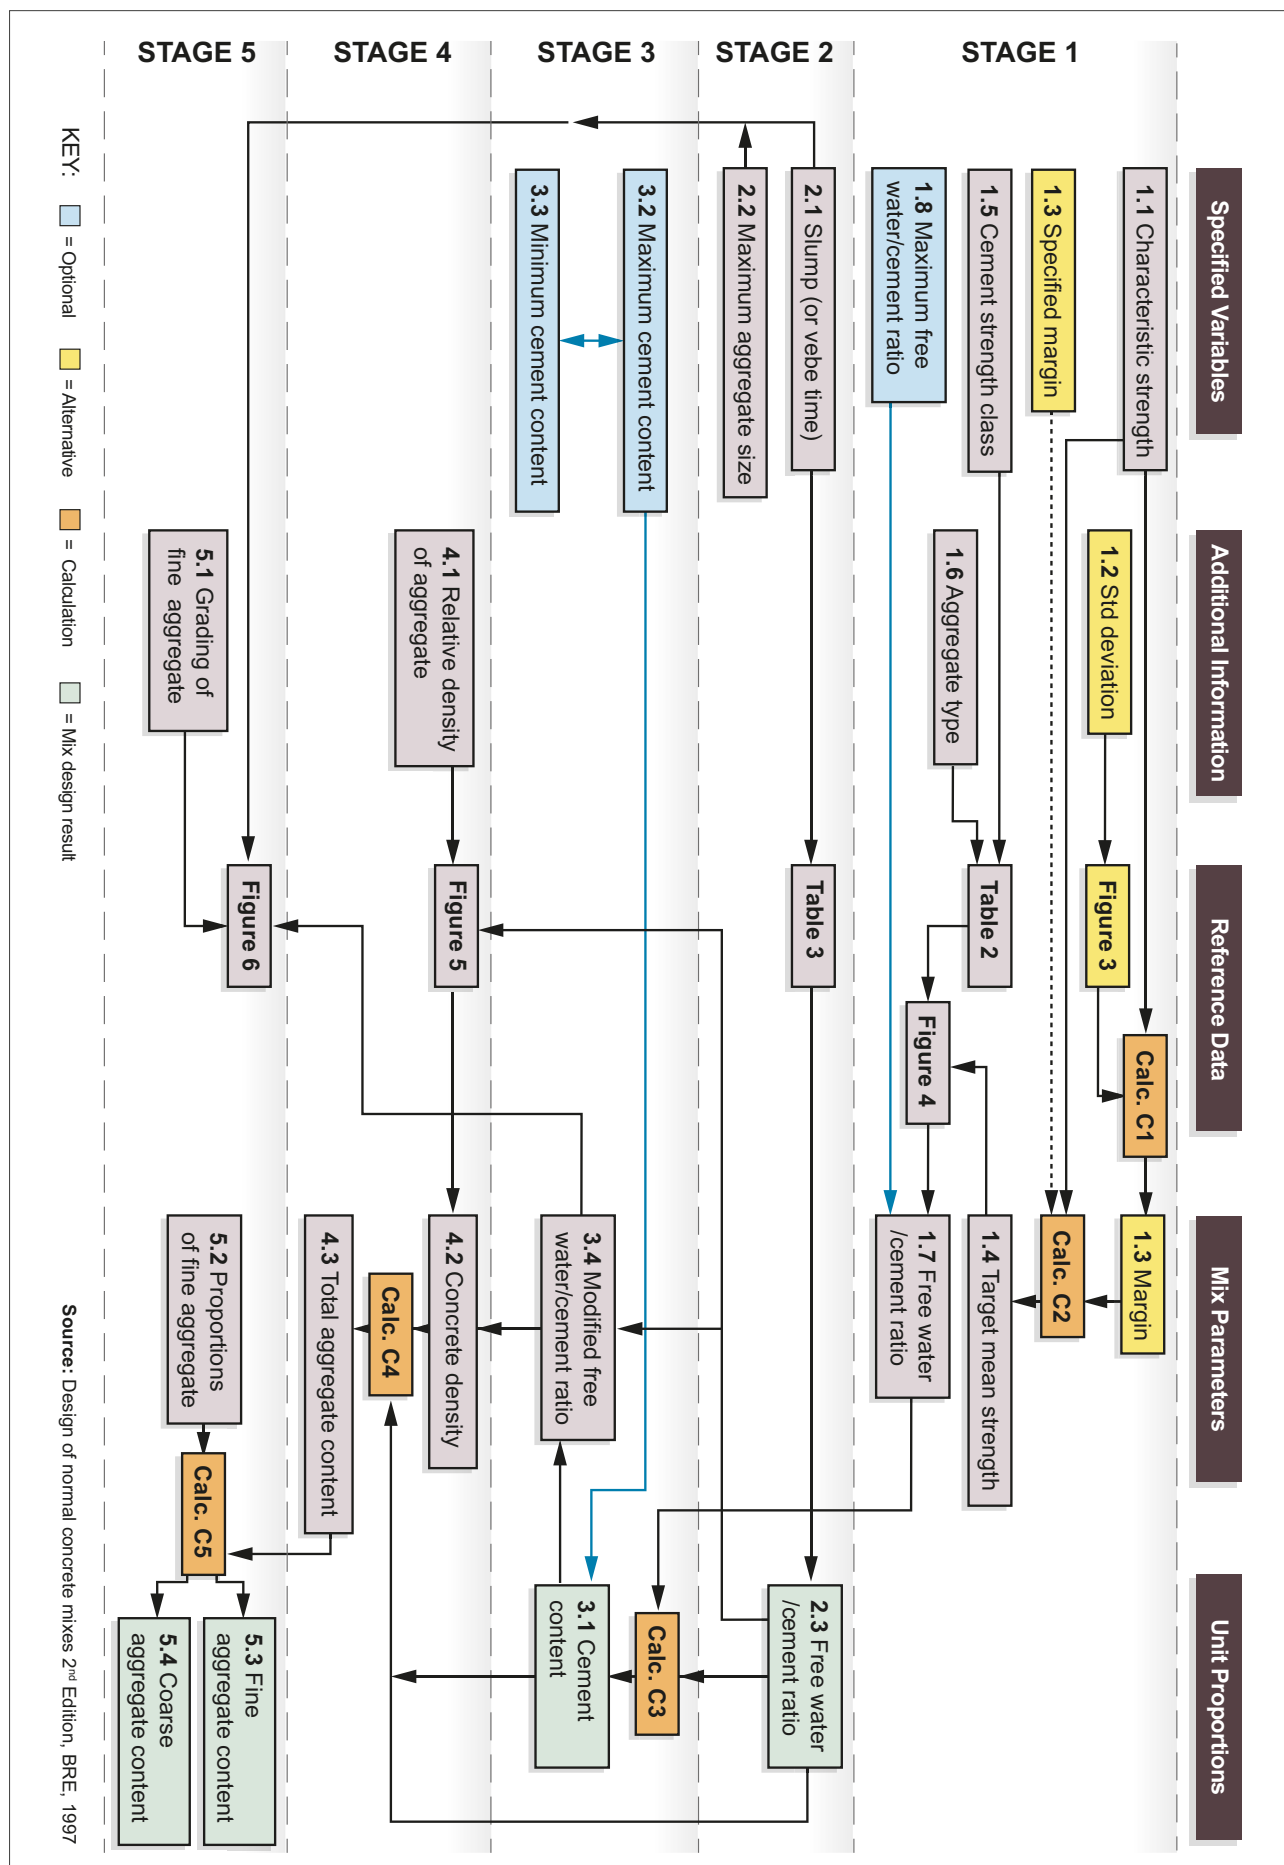 Specified Variables
Additional Information
Reference Data
Mix Parameters
Unit Proportions
STAGE 1
1.1 Characteristic strength
Calc. C1
1.3 Margin
1.2 Std deviation
Figure 3
1.3 Specified margin
Calc. C2
1.5 Cement strength class
Table 2
1.4 Target mean strength
1.6 Aggregate type
Figure 4
1.8 Maximum free
water/cement ratio
1.7 Free water
/cement ratio
STAGE 2
2.1 Slump (or vebe time)
Table 3
2.3 Free water
/cement ratio
2.2 Maximum aggregate size
STAGE 3
3.2 Maximum cement content
Calc. C3
3.3 Minimum cement content
3.4 Modified free
water/cement ratio
3.1 Cement
content
STAGE 4
4.1 Relative density
of aggregate
Figure 5
4.2 Concrete density
Calc. C4
4.3 Total aggregate content
STAGE 5
5.1 Grading of
fine aggregate
Figure 6
5.2 Proportions
of fine aggregate
Calc. C5
5.3 Fine
aggregate content
5.4 Coarse
aggregate content
KEY:
= Optional
= Alternative
= Calculation
= Mix design result
Source: Design of normal concrete mixes 2nd Edition, BRE, 1997